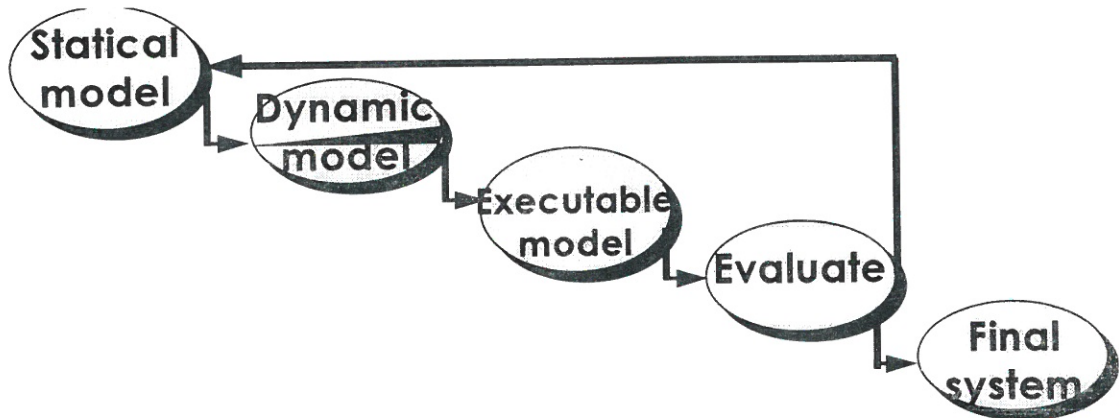 Statical
model
Dynamic
model
Executable
model
Evaluate
Final
system